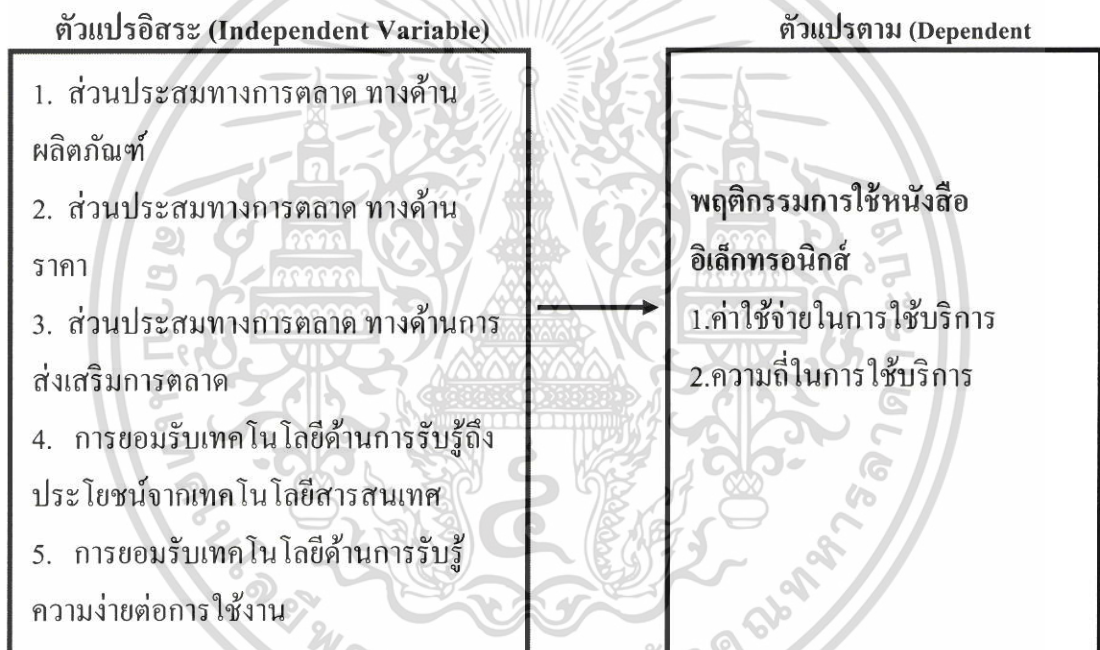 ตัวแปรอิสระ (Independent Variable)
1. ส่วนประสมทางการตลาด ทางด้าน
ผลิตภัณฑ์
2. ส่วนประสมทางการตลาด ทางด้าน
ราคา
3. ส่วนประสมทางการตลาด ทางด้านการ
ส่งเสริมการตลาด
4. การยอมรับเทคโนโลยีด้านการรับรู้ถึง
ประโยชน์จากเทคโนโลยีสารสนเทศ
5. การยอมรับเทคโนโลยีด้านการรับรู้
ความง่ายต่อการใช้งาน
ตัวแปรตาม (Dependent
พฤติกรรมการใช้หนังสือ
อิเล็กทรอนิกส์
1.ค่าใช้จ่ายในการใช้บริการ
2.ความถี่ในการใช้บริการ